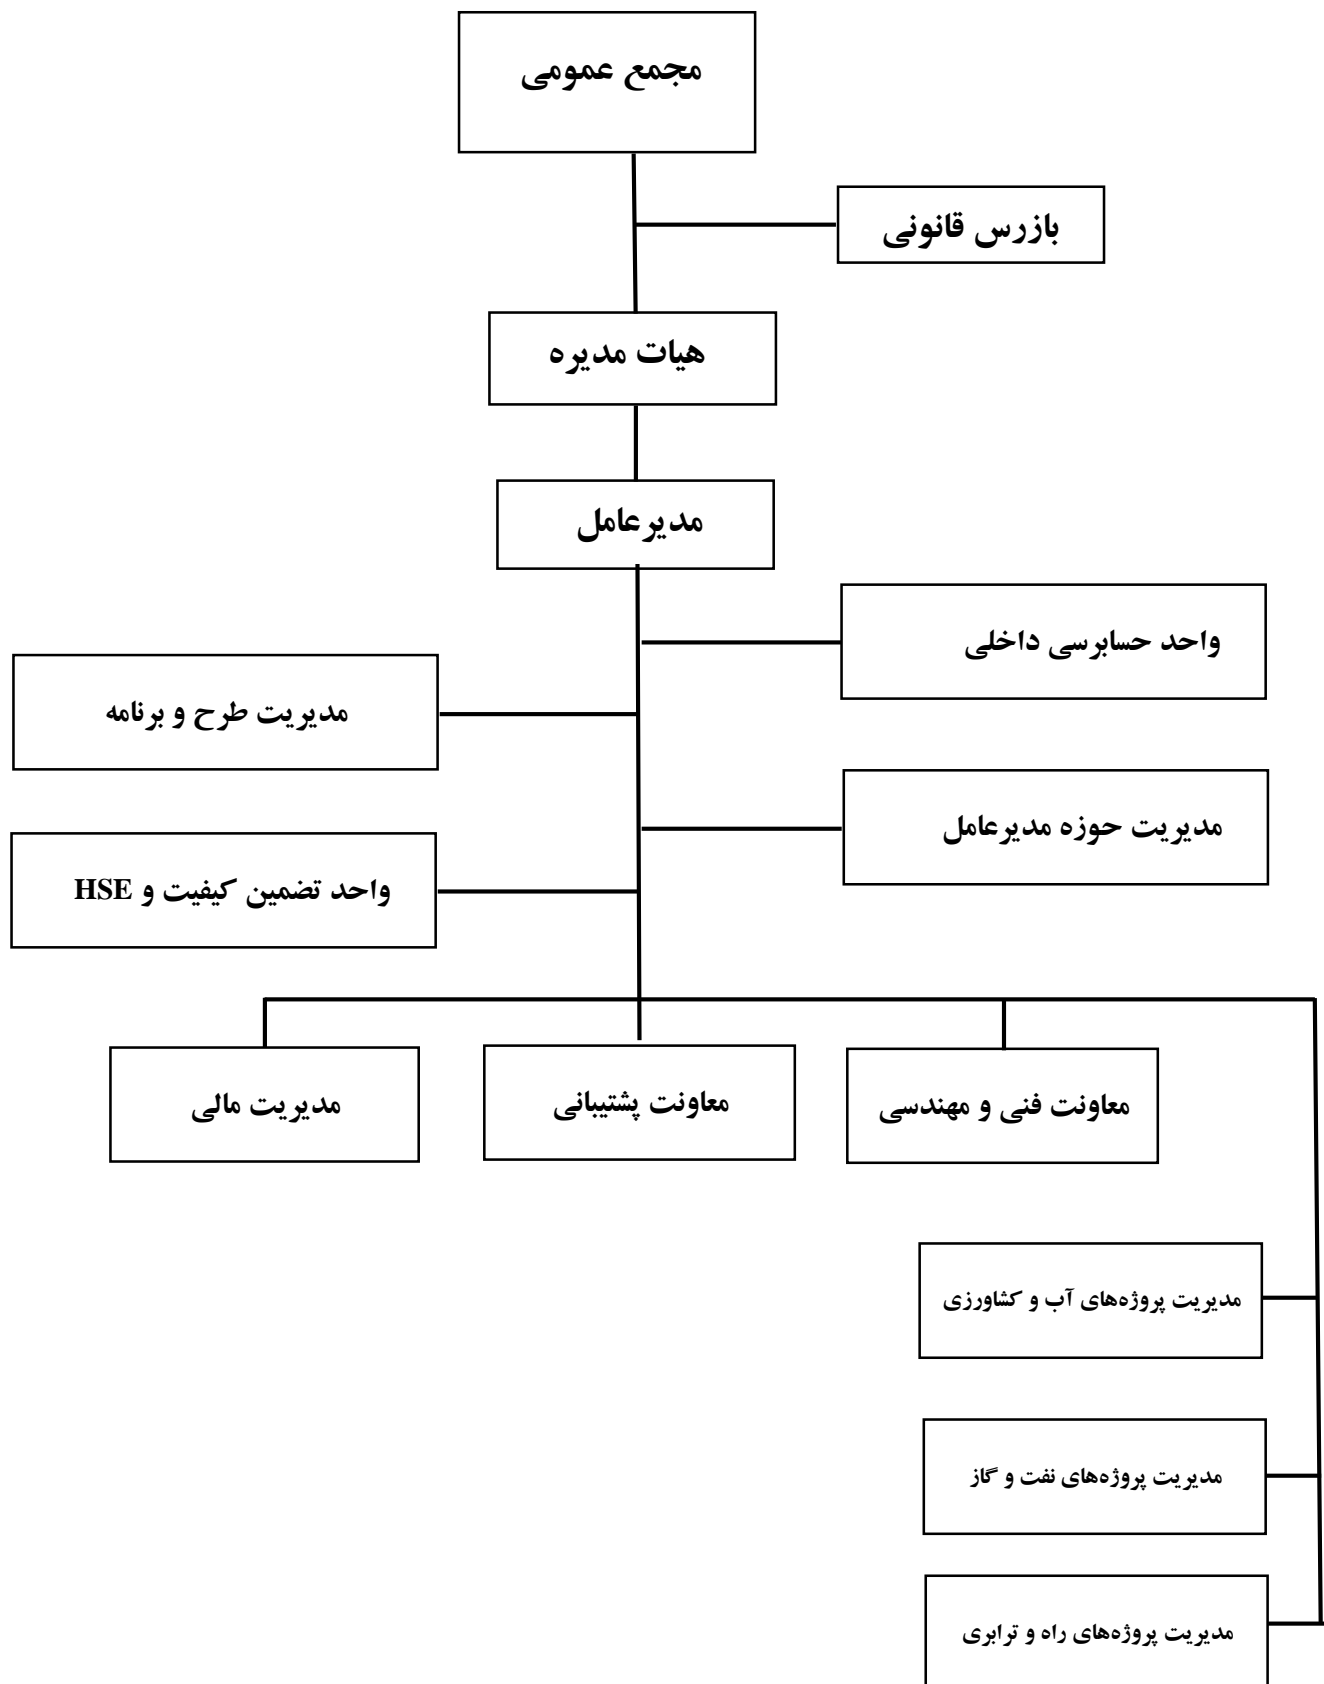 مجمع عمومی
بازرس قانونی
هیات مدیره
مدیرعامل
واحد حسابرسی داخلی
مدیریت طرح و برنامه
مدیریت حوزه مدیرعامل
واحد تضمین کیفیت و HSE
معاونت فنی و مهندسی
معاونت پشتیبانی
مدیریت مالی
مدیریت پروژه‌های آب و کشاورزی
مدیریت پروژه‌های نفت و گاز
مدیریت پروژه‌های راه و ترابری